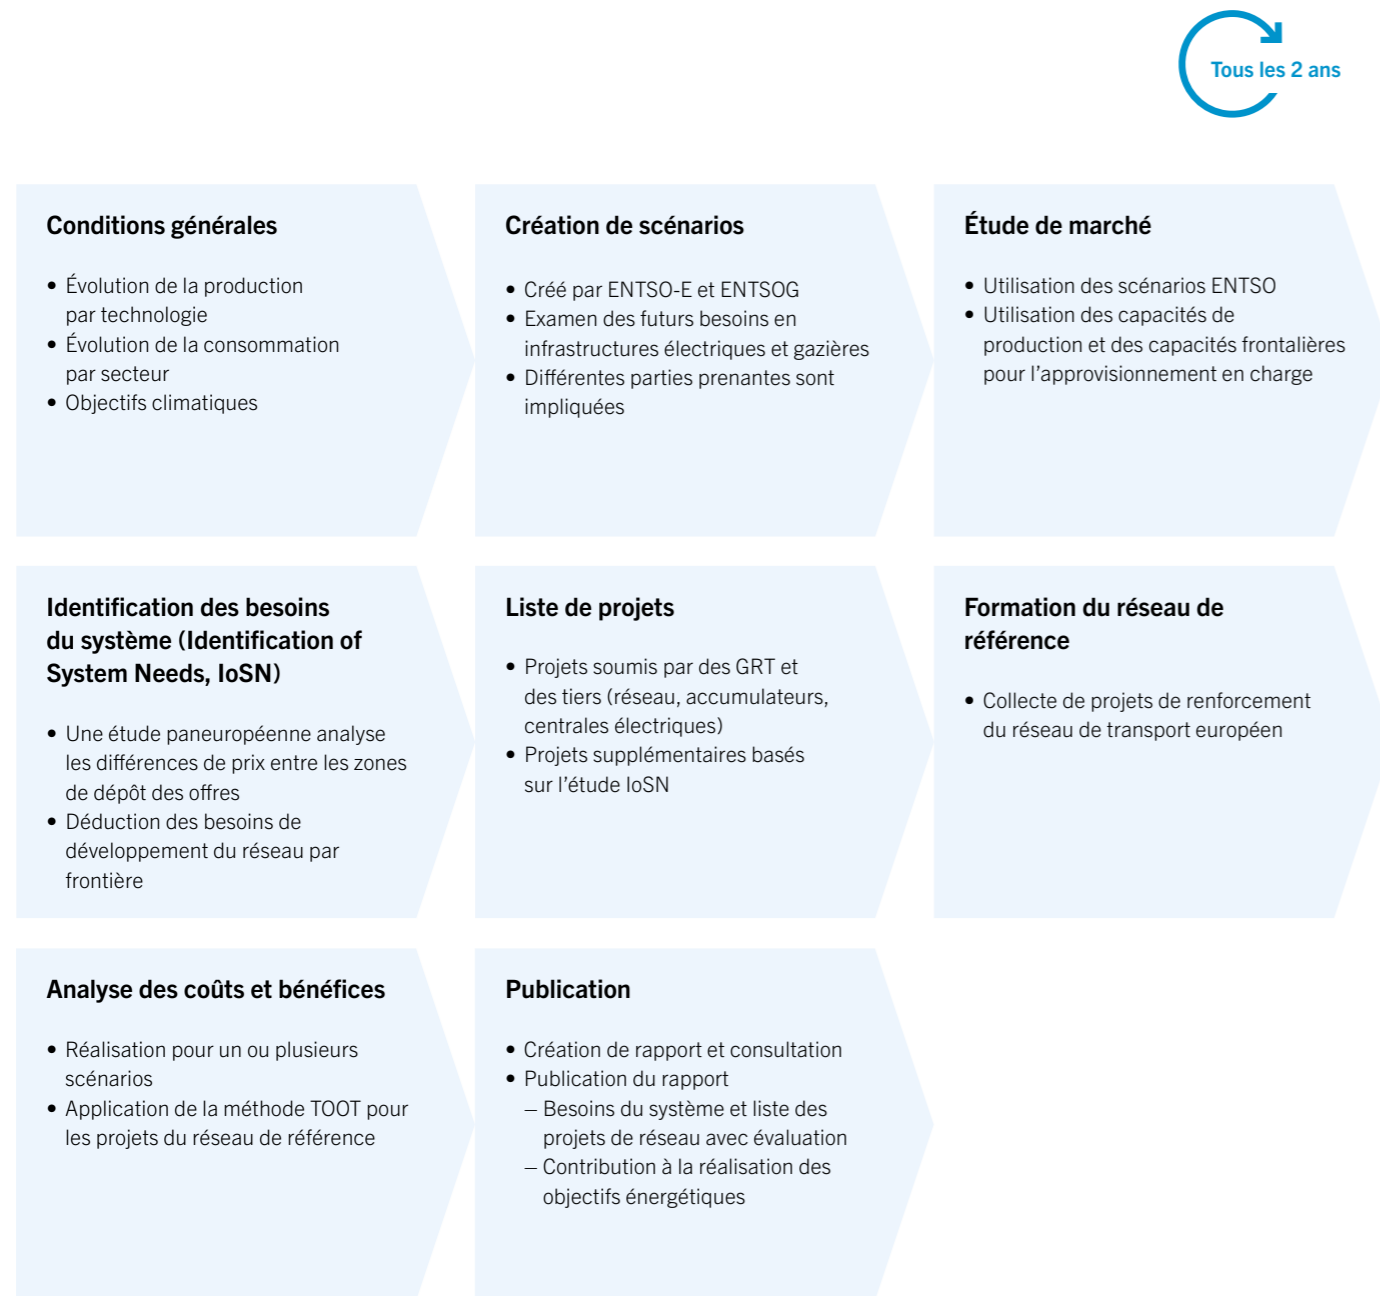 Tous les 2 ans
Conditions générales
• Évolution de la production
par technologie
• Évolution de la consommation
par secteur
• Objectifs climatiques
Création de scénarios
• Créé par ENTSO-E et ENTSOG
• Examen des futurs besoins en
infrastructures électriques et gazières
• Différentes parties prenantes sont
impliquées
Étude de marché
• Utilisation des scénarios ENTSO
• Utilisation des capacités de
production et des capacités frontalières
pour l’approvisionnement en charge
Identification des besoins
du système (Identification of
System Needs, IoSN)
• Une étude paneuropéenne analyse
les différences de prix entre les zones
de dépôt des offres
• Déduction des besoins de
développement du réseau par
frontière
Liste de projets
• Projets soumis par des GRT et
des tiers (réseau, accumulateurs,
centrales électriques)
• Projets supplémentaires basés
sur l’étude IoSN
Formation du réseau de
référence
• Collecte de projets de renforcement
du réseau de transport européen
Analyse des coûts et bénéfices
• Réalisation pour un ou plusieurs
scénarios
• Application de la méthode TOOT pour
les projets du réseau de référence
Publication
• Création de rapport et consultation
• Publication du rapport
– Besoins du système et liste des
projets de réseau avec évaluation
– Contribution à la réalisation des
objectifs énergétiques